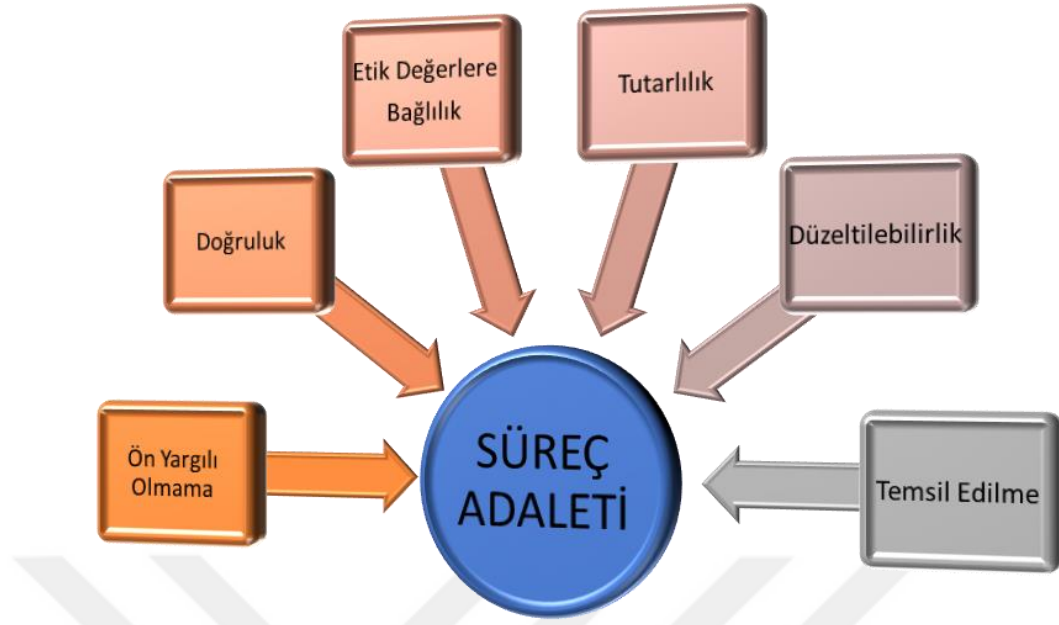 Etik Değerlere
Bağlılık
Tutarlılık
Doğruluk
Düzeltilebilirlik
Ön Yargılı
Olmama
SÜREÇ
ADALETİ
Temsil Edilme